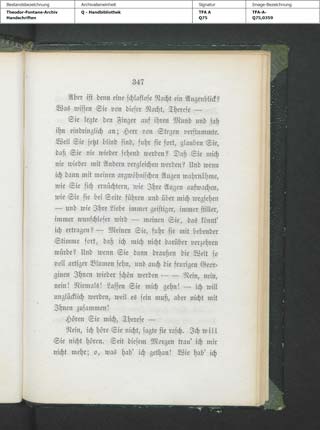 Bestandsbezeichnung
Theodor-Fontane-Archiv
Handschriften
Archivaleneinheit
Q - Handbibliothek
Signatur
TFA A
Q75
Image-Bezeichnung
TFA-A-
Q75,0359
347
Aber ist denn eine schlaflose Nacht ein Augenblick?
Was wissen Sie von dieser Nacht, Therese —
Sie legte den Finger auf ihren Mund und sah
ihn eindringlich an; Herr von Stegen verstummte.
Weil Sie jetzt blind sind, fuhr sie fort, glauben Sie,
daß Sie nie wieder sehend werden? Daß Sie mich
nie wieder mit Andern vergleichen werden? Und wenn
ich dann mit meinen argwöhnischen Augen wahrnähme,
wie Sie sich ernüchtern, wie Ihre Augen aufwachen,
wie Sie sie bei Seite führen und über mich wegsehen
— und wie Ihre Liebe immer geistiger, immer stiller,
immer wunschloser wird — meinen Sie, das könnt'
ich ertragen? — Meinen Sie, fuhr sie mit bebender
Stimme fort, daß ich mich nicht darüber verzehren
würde? Und wenn Sie dann draußen die Welt so
voll artiger Blumen sehn, und auch die feurigen Geor=
ginen Ihnen wieder schön werden — — Nein, nein,
nein! Niemals! Lassen Sie mich gehn! — ich will
unglücklich werden, weil es sein muß, aber nicht mit
Ihnen zusammen!
Hören Sie mich, Therese —
Nein, ich höre Sie nicht, sagte sie rasch. Ich will
Sie nicht hören. Seit diesem Morgen trau' ich mir
nicht mehr; o, was hab' ich gethan! Wie hab' ich